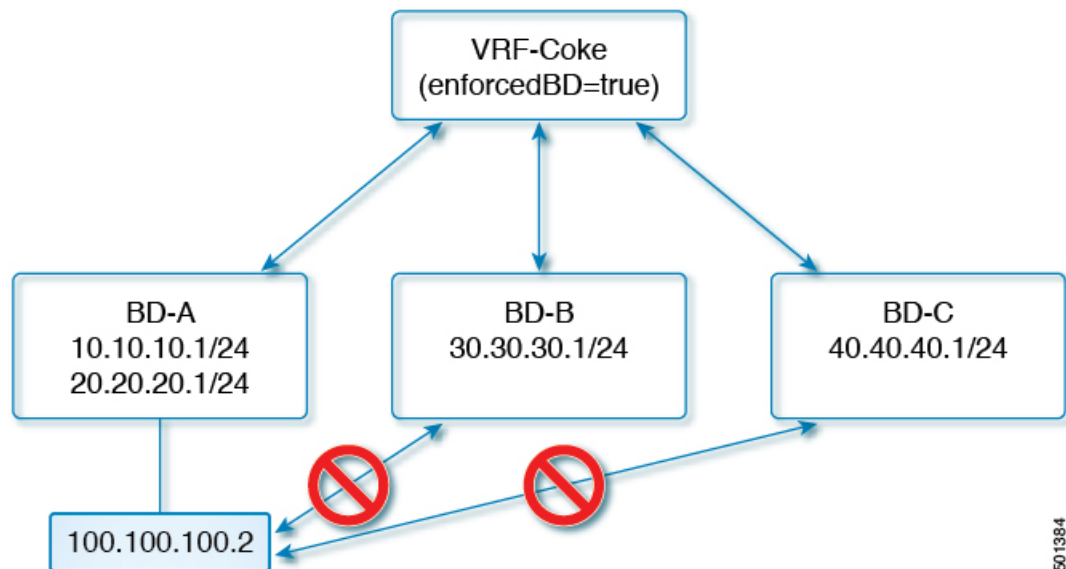 VRF-Coke
(enforcedBD=true)
BD-A
10.10.10.1/24
20.20.20.1/24
BD-B
30.30.30.1/24
BD-C
40.40.40.1/24
100.100.100.2
501384